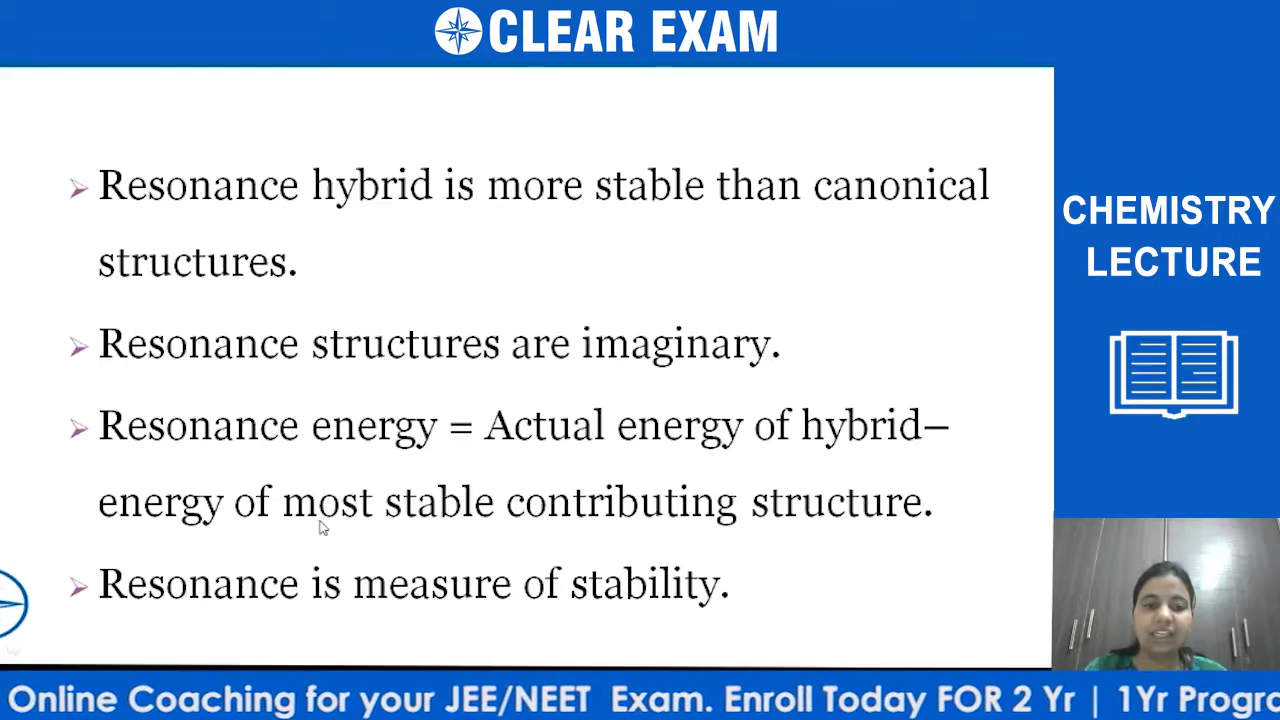 CLEAR EXAM
Resonance hybrid is more stable than canonical
structures.
Resonance structures are imaginary.
Resonance energy = Actual energy of hybrid–
energy of most stable contributing structure.
Resonance is measure of stability.
CHEMISTRY
LECTURE
Online Coaching for your JEE/NEET Exam. Enroll Today FOR 2 Yr | 1Yr Progra